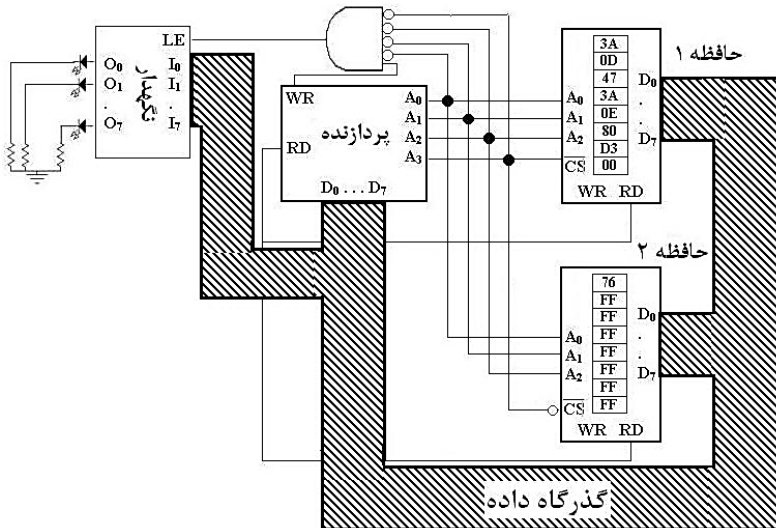 LE
O₀ I₀
O₁ I₁
. .
O₇ I₇
نگهدار
WR
RD
پردازنده
A₀
A₁
A₂
A₃
D₀ . . . D₇
حافظه ۱
3A
0D
47
3A
0E
80
D3
00
A₀
A₁
A₂
CS
D₀
.
.
D₇
WR RD
حافظه ۲
76
FF
FF
FF
FF
FF
FF
FF
A₀
A₁
A₂
CS
D₀
.
.
D₇
WR RD
گذرگاه داده